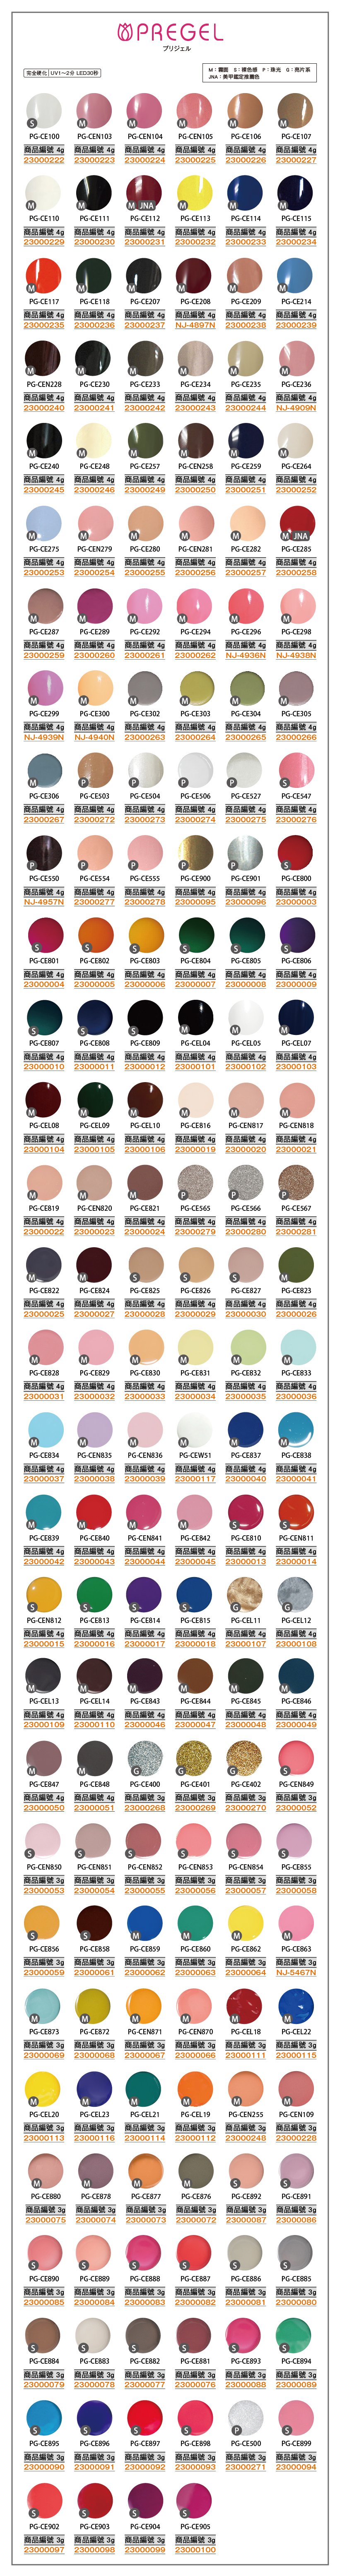 PREGEL
プリジェル
完全硬化 UV1～2分 LED30秒
M：霧面 S：裸色感 P：珠光 G：亮片系
JNA：美甲鑑定推薦色
S M M M M M
PG-CE100 PG-CEN103 PG-CEN104 PG-CEN105 PG-CE106 PG-CE107
商品編號 4g 商品編號 4g 商品編號 4g 商品編號 4g 商品編號 4g 商品編號 4g
23000222 23000223 23000224 23000225 23000226 23000227
M M M JNA M M M
PG-CE110 PG-CE111 PG-CE112 PG-CE113 PG-CE114 PG-CE115
商品編號 4g 商品編號 4g 商品編號 4g 商品編號 4g 商品編號 4g 商品編號 4g
23000229 23000230 23000231 23000232 23000233 23000234
M M M M M M
PG-CE117 PG-CE118 PG-CE207 PG-CE208 PG-CE209 PG-CE214
商品編號 4g 商品編號 4g 商品編號 4g 商品編號 4g 商品編號 4g 商品編號 4g
23000235 23000236 23000237 NJ-4897N 23000238 23000239
M M M M M M
PG-CEN228 PG-CE230 PG-CE233 PG-CE234 PG-CE235 PG-CE236
商品編號 4g 商品編號 4g 商品編號 4g 商品編號 4g 商品編號 4g 商品編號 4g
23000240 23000241 23000242 23000243 23000244 NJ-4909N
M M M M M M
PG-CE240 PG-CE248 PG-CE257 PG-CEN258 PG-CE259 PG-CE264
商品編號 4g 商品編號 4g 商品編號 4g 商品編號 4g 商品編號 4g 商品編號 4g
23000245 23000246 23000249 23000250 23000251 23000252
M M M M M M JNA
PG-CE275 PG-CEN279 PG-CE280 PG-CEN281 PG-CE282 PG-CE285
商品編號 4g 商品編號 4g 商品編號 4g 商品編號 4g 商品編號 4g 商品編號 4g
23000253 23000254 23000255 23000256 23000257 23000258
M M M M M M
PG-CE287 PG-CE289 PG-CE292 PG-CE294 PG-CE296 PG-CE298
商品編號 4g 商品編號 4g 商品編號 4g 商品編號 4g 商品編號 4g 商品編號 4g
23000259 23000260 23000261 23000262 NJ-4936N NJ-4938N
M M M M M M
PG-CE299 PG-CE300 PG-CE302 PG-CE303 PG-CE304 PG-CE305
商品編號 4g 商品編號 4g 商品編號 4g 商品編號 4g 商品編號 4g 商品編號 4g
NJ-4939N NJ-4940N 23000263 23000264 23000265 23000266
M P P P P S
PG-CE306 PG-CE503 PG-CE504 PG-CE506 PG-CE527 PG-CE547
商品編號 4g 商品編號 4g 商品編號 4g 商品編號 4g 商品編號 4g 商品編號 4g
23000267 23000272 23000273 23000274 23000275 23000276
P P P P P S
PG-CE550 PG-CE554 PG-CE555 PG-CE900 PG-CE901 PG-CE800
商品編號 4g 商品編號 4g 商品編號 4g 商品編號 4g 商品編號 4g 商品編號 4g
NJ-4957N 23000277 23000278 23000095 23000096 23000003
S S S S S S
PG-CE801 PG-CE802 PG-CE803 PG-CE804 PG-CE805 PG-CE806
商品編號 4g 商品編號 4g 商品編號 4g 商品編號 4g 商品編號 4g 商品編號 4g
23000004 23000005 23000006 23000007 23000008 23000009
S S S M M M
PG-CE807 PG-CE808 PG-CE809 PG-CEL04 PG-CEL05 PG-CEL07
商品編號 4g 商品編號 4g 商品編號 4g 商品編號 4g 商品編號 4g 商品編號 4g
23000010 23000011 23000012 23000101 23000102 23000103
M M M M M M
PG-CEL08 PG-CEL09 PG-CEL10 PG-CE816 PG-CEN817 PG-CEN818
商品編號 4g 商品編號 4g 商品編號 4g 商品編號 4g 商品編號 4g 商品編號 4g
23000104 23000105 23000106 23000019 23000020 23000021
M M M P P P
PG-CE819 PG-CEN820 PG-CE821 PG-CE565 PG-CE566 PG-CE567
商品編號 4g 商品編號 4g 商品編號 4g 商品編號 4g 商品編號 4g 商品編號 4g
23000022 23000023 23000024 23000279 23000280 23000281
M M S S S M
PG-CE822 PG-CE824 PG-CE825 PG-CE826 PG-CE827 PG-CE823
商品編號 4g 商品編號 4g 商品編號 4g 商品編號 4g 商品編號 4g 商品編號 4g
23000025 23000027 23000028 23000029 23000030 23000026
M M M M M M
PG-CE828 PG-CE829 PG-CE830 PG-CE831 PG-CE832 PG-CE833
商品編號 4g 商品編號 4g 商品編號 4g 商品編號 4g 商品編號 4g 商品編號 4g
23000031 23000032 23000033 23000034 23000035 23000036
M M M M M M
PG-CE834 PG-CEN835 PG-CEN836 PG-CEW51 PG-CE837 PG-CE838
商品編號 4g 商品編號 4g 商品編號 4g 商品編號 4g 商品編號 4g 商品編號 4g
23000037 23000038 23000039 23000117 23000040 23000041
M M M M S S
PG-CE839 PG-CE840 PG-CEN841 PG-CE842 PG-CE810 PG-CEN811
商品編號 4g 商品編號 4g 商品編號 4g 商品編號 4g 商品編號 4g 商品編號 4g
23000042 23000043 23000044 23000045 23000013 23000014
S S S S G G
PG-CEN812 PG-CE813 PG-CE814 PG-CE815 PG-CEL11 PG-CEL12
商品編號 4g 商品編號 4g 商品編號 4g 商品編號 4g 商品編號 4g 商品編號 4g
23000015 23000016 23000017 23000018 23000107 23000108
M M M M M M
PG-CEL13 PG-CEL14 PG-CE843 PG-CE844 PG-CE845 PG-CE846
商品編號 4g 商品編號 4g 商品編號 4g 商品編號 4g 商品編號 4g 商品編號 4g
23000109 23000110 23000046 23000047 23000048 23000049
M M G G G S
PG-CE847 PG-CE848 PG-CE400 PG-CE401 PG-CE402 PG-CEN849
商品編號 4g 商品編號 4g 商品編號 3g 商品編號 3g 商品編號 3g 商品編號 3g
23000050 23000051 23000268 23000269 23000270 23000052
S S S S S S
PG-CEN850 PG-CEN851 PG-CEN852 PG-CEN853 PG-CEN854 PG-CE855
商品編號 3g 商品編號 3g 商品編號 3g 商品編號 3g 商品編號 3g 商品編號 3g
23000053 23000054 23000055 23000056 23000057 23000058
S S M M M M
PG-CE856 PG-CE858 PG-CE859 PG-CE860 PG-CE862 PG-CE863
商品編號 3g 商品編號 3g 商品編號 3g 商品編號 3g 商品編號 3g 商品編號 3g
23000059 23000061 23000062 23000063 23000064 NJ-5467N
M M M M M M
PG-CE873 PG-CE872 PG-CEN871 PG-CEN870 PG-CEL18 PG-CEL22
商品編號 3g 商品編號 3g 商品編號 3g 商品編號 3g 商品編號 3g 商品編號 3g
23000069 23000068 23000067 23000066 23000111 23000115
M M M M M M
PG-CEL20 PG-CEL23 PG-CEL21 PG-CEL19 PG-CEN255 PG-CEN109
商品編號 3g 商品編號 3g 商品編號 3g 商品編號 3g 商品編號 3g 商品編號 3g
23000113 23000116 23000114 23000112 23000248 23000228
M M M M S S
PG-CE880 PG-CE878 PG-CE877 PG-CE876 PG-CE892 PG-CE891
商品編號 3g 商品編號 3g 商品編號 3g 商品編號 3g 商品編號 3g 商品編號 3g
23000075 23000074 23000073 23000072 23000087 23000086
S S S S S S
PG-CE890 PG-CE889 PG-CE888 PG-CE887 PG-CE886 PG-CE885
商品編號 3g 商品編號 3g 商品編號 3g 商品編號 3g 商品編號 3g 商品編號 3g
23000085 23000084 23000083 23000082 23000081 23000080
S S S S S S
PG-CE884 PG-CE883 PG-CE882 PG-CE881 PG-CE893 PG-CE894
商品編號 3g 商品編號 3g 商品編號 3g 商品編號 3g 商品編號 3g 商品編號 3g
23000079 23000078 23000077 23000076 23000088 23000089
S S S S P S
PG-CE895 PG-CE896 PG-CE897 PG-CE898 PG-CE500 PG-CE899
商品編號 3g 商品編號 3g 商品編號 3g 商品編號 3g 商品編號 3g 商品編號 3g
23000090 23000091 23000092 23000093 23000271 23000094
S S S S
PG-CE902 PG-CE903 PG-CE904 PG-CE905
商品編號 3g 商品編號 3g 商品編號 3g 商品編號 3g
23000097 23000098 23000099 23000100